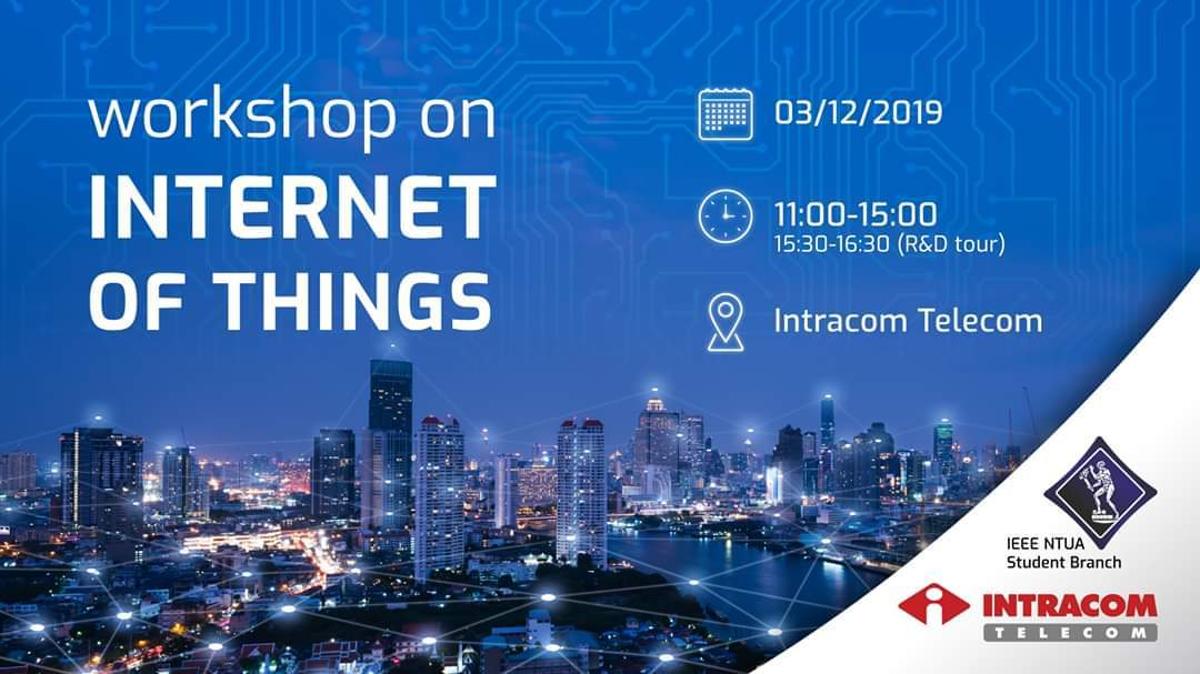 workshop on
INTERNET
OF THINGS
03/12/2019
11:00-15:00
15:30-16:30 (R&D tour)
Intracom Telecom
IEEE NTUA
Student Branch
INTRACOM
TELECOM